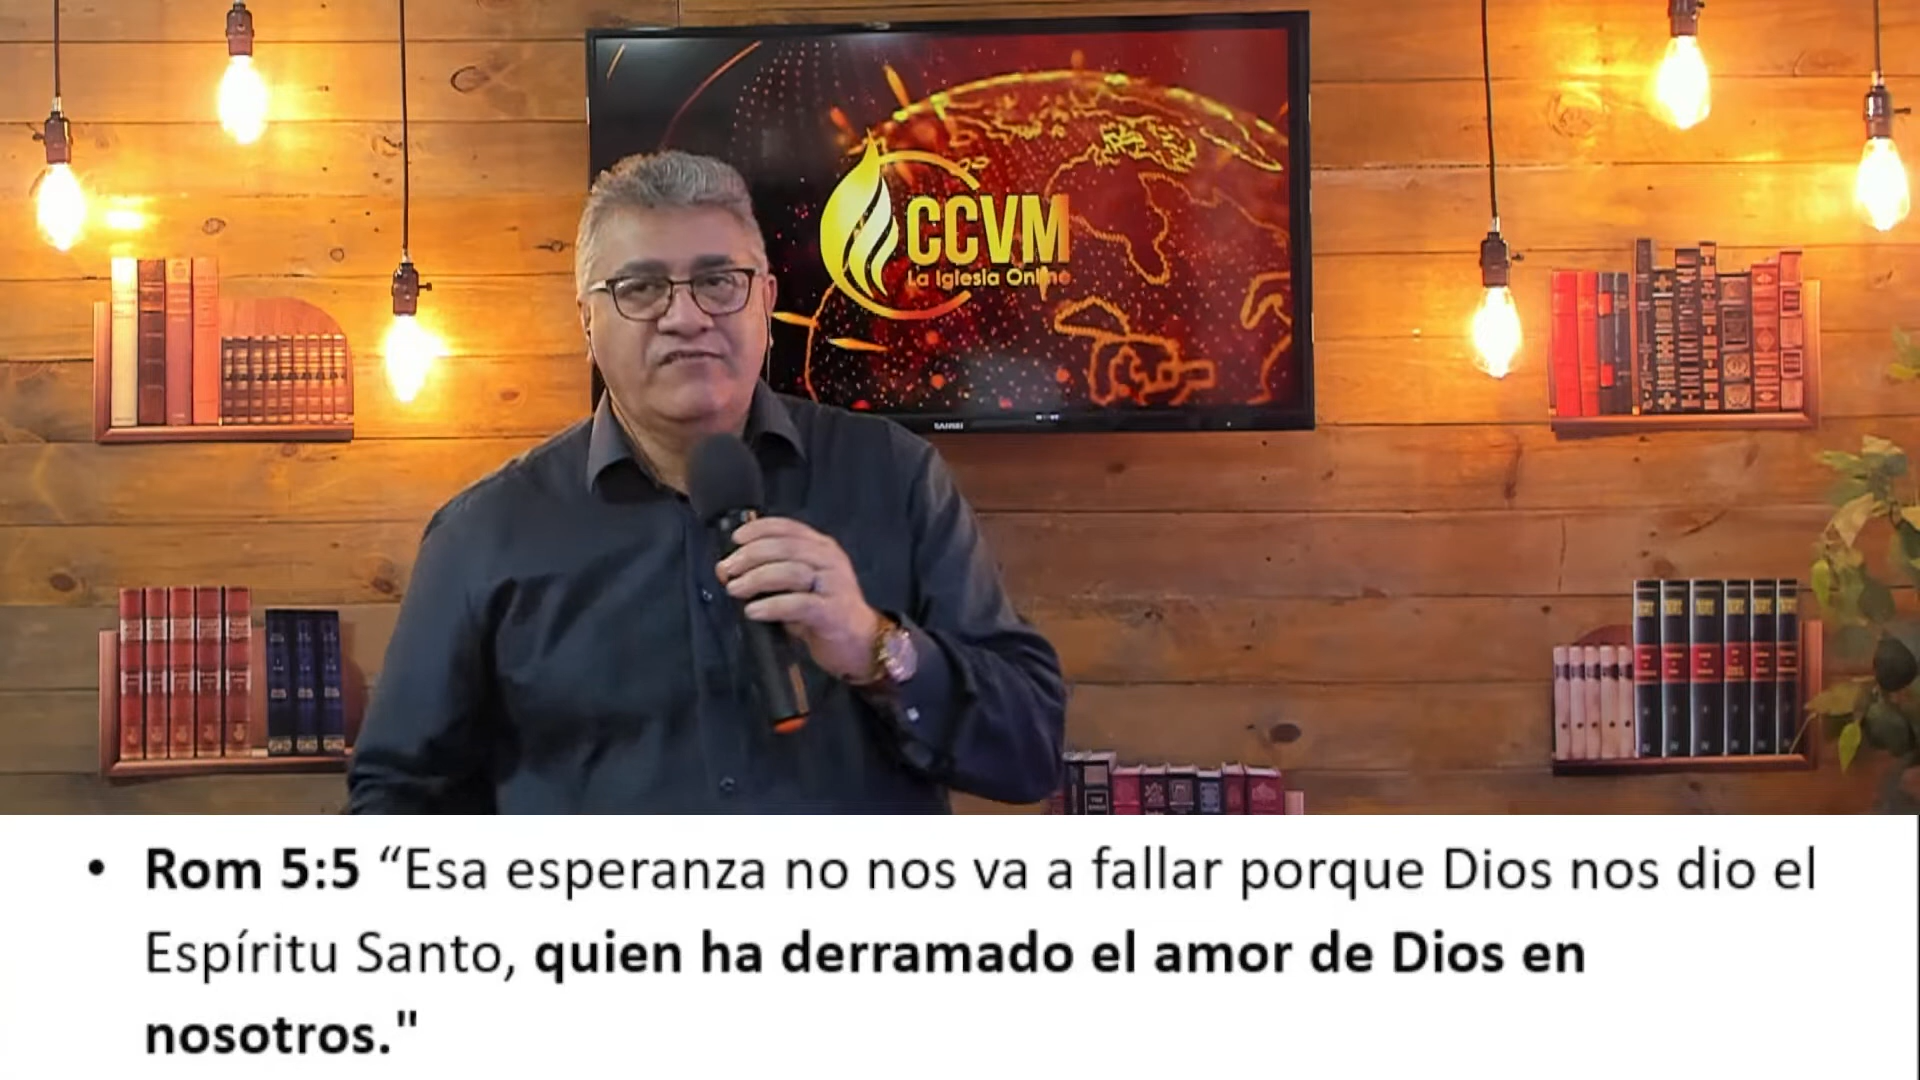 CCVM
La Iglesia Online
• Rom 5:5 “Esa esperanza no nos va a fallar porque Dios nos dio el
Espíritu Santo, quien ha derramado el amor de Dios en
nosotros."